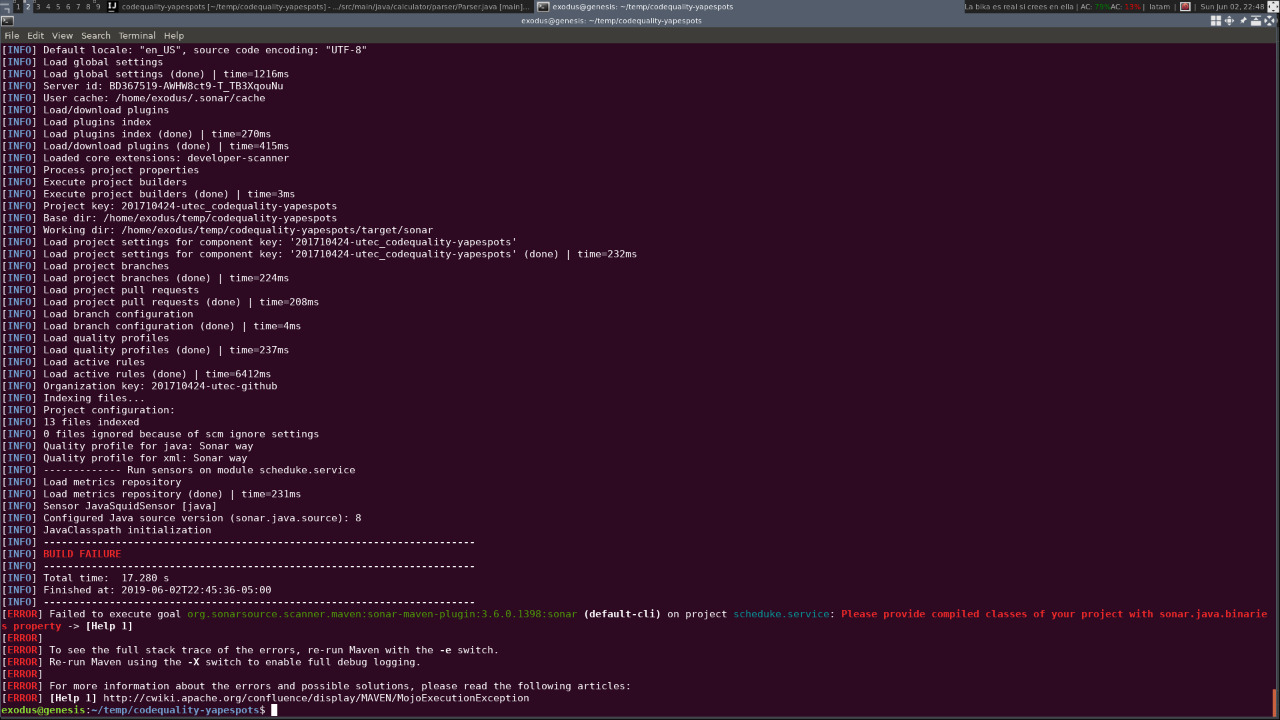 1 2 3 4 5 6 7 8 9 codequality-yapespots [~/temp/codequality-yapespots] - .../src/main/java/calculator/parser/Parser.java [main]... exodus@genesis: ~/temp/codequality-yapespots La bika es real si crees en ella | AC: 79% AC: 13% | latam | Sun Jun 02, 22:48
exodus@genesis: ~/temp/codequality-yapespots
File Edit View Search Terminal Help
[INFO] Default locale: "en_US", source code encoding: "UTF-8"
[INFO] Load global settings
[INFO] Load global settings (done) | time=1216ms
[INFO] Server id: BD367519-AWHW8ct9-T_TB3XqouNu
[INFO] User cache: /home/exodus/.sonar/cache
[INFO] Load/download plugins
[INFO] Load plugins index
[INFO] Load plugins index (done) | time=270ms
[INFO] Load/download plugins (done) | time=415ms
[INFO] Loaded core extensions: developer-scanner
[INFO] Process project properties
[INFO] Execute project builders
[INFO] Execute project builders (done) | time=3ms
[INFO] Project key: 201710424-utec_codequality-yapespots
[INFO] Base dir: /home/exodus/temp/codequality-yapespots
[INFO] Working dir: /home/exodus/temp/codequality-yapespots/target/sonar
[INFO] Load project settings for component key: '201710424-utec_codequality-yapespots'
[INFO] Load project settings for component key: '201710424-utec_codequality-yapespots' (done) | time=232ms
[INFO] Load project branches
[INFO] Load project branches (done) | time=224ms
[INFO] Load project pull requests
[INFO] Load project pull requests (done) | time=208ms
[INFO] Load branch configuration
[INFO] Load branch configuration (done) | time=4ms
[INFO] Load quality profiles
[INFO] Load quality profiles (done) | time=237ms
[INFO] Load active rules
[INFO] Load active rules (done) | time=6412ms
[INFO] Organization key: 201710424-utec-github
[INFO] Indexing files...
[INFO] Project configuration:
[INFO] 13 files indexed
[INFO] 0 files ignored because of scm ignore settings
[INFO] Quality profile for java: Sonar way
[INFO] Quality profile for xml: Sonar way
[INFO] ------------- Run sensors on module scheduke.service
[INFO] Load metrics repository
[INFO] Load metrics repository (done) | time=231ms
[INFO] Sensor JavaSquidSensor [java]
[INFO] Configured Java source version (sonar.java.source): 8
[INFO] JavaClasspath initialization
[INFO] ------------------------------------------------------------------------
[INFO] BUILD FAILURE
[INFO] ------------------------------------------------------------------------
[INFO] Total time:  17.280 s
[INFO] Finished at: 2019-06-02T22:45:36-05:00
[INFO] ------------------------------------------------------------------------
[ERROR] Failed to execute goal org.sonarsource.scanner.maven:sonar-maven-plugin:3.6.0.1398:sonar (default-cli) on project scheduke.service: Please provide compiled classes of your project with sonar.java.binarie
s property -> [Help 1]
[ERROR]
[ERROR] To see the full stack trace of the errors, re-run Maven with the -e switch.
[ERROR] Re-run Maven using the -X switch to enable full debug logging.
[ERROR]
[ERROR] For more information about the errors and possible solutions, please read the following articles:
[ERROR] [Help 1] http://cwiki.apache.org/confluence/display/MAVEN/MojoExecutionException
exodus@genesis:~/temp/codequality-yapespots$